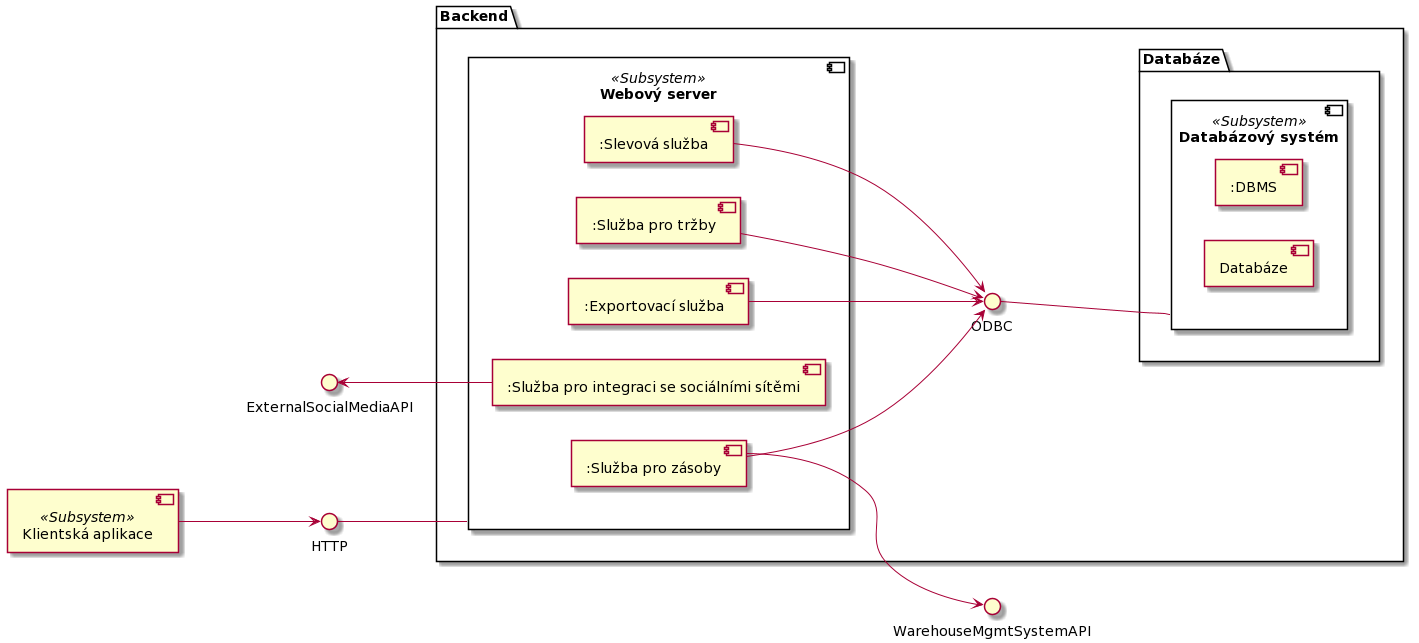 Backend
Databáze
«Subsystem»
Webový server
:Slevová služba
:Služba pro tržby
:Exportovací služba
:Služba pro integraci se sociálními sítěmi
:Služba pro zásoby
«Subsystem»
Databázový systém
:DBMS
Databáze
ODBC
ExternalSocialMediaAPI
«Subsystem»
Klientská aplikace
HTTP
WarehouseMgmtSystemAPI